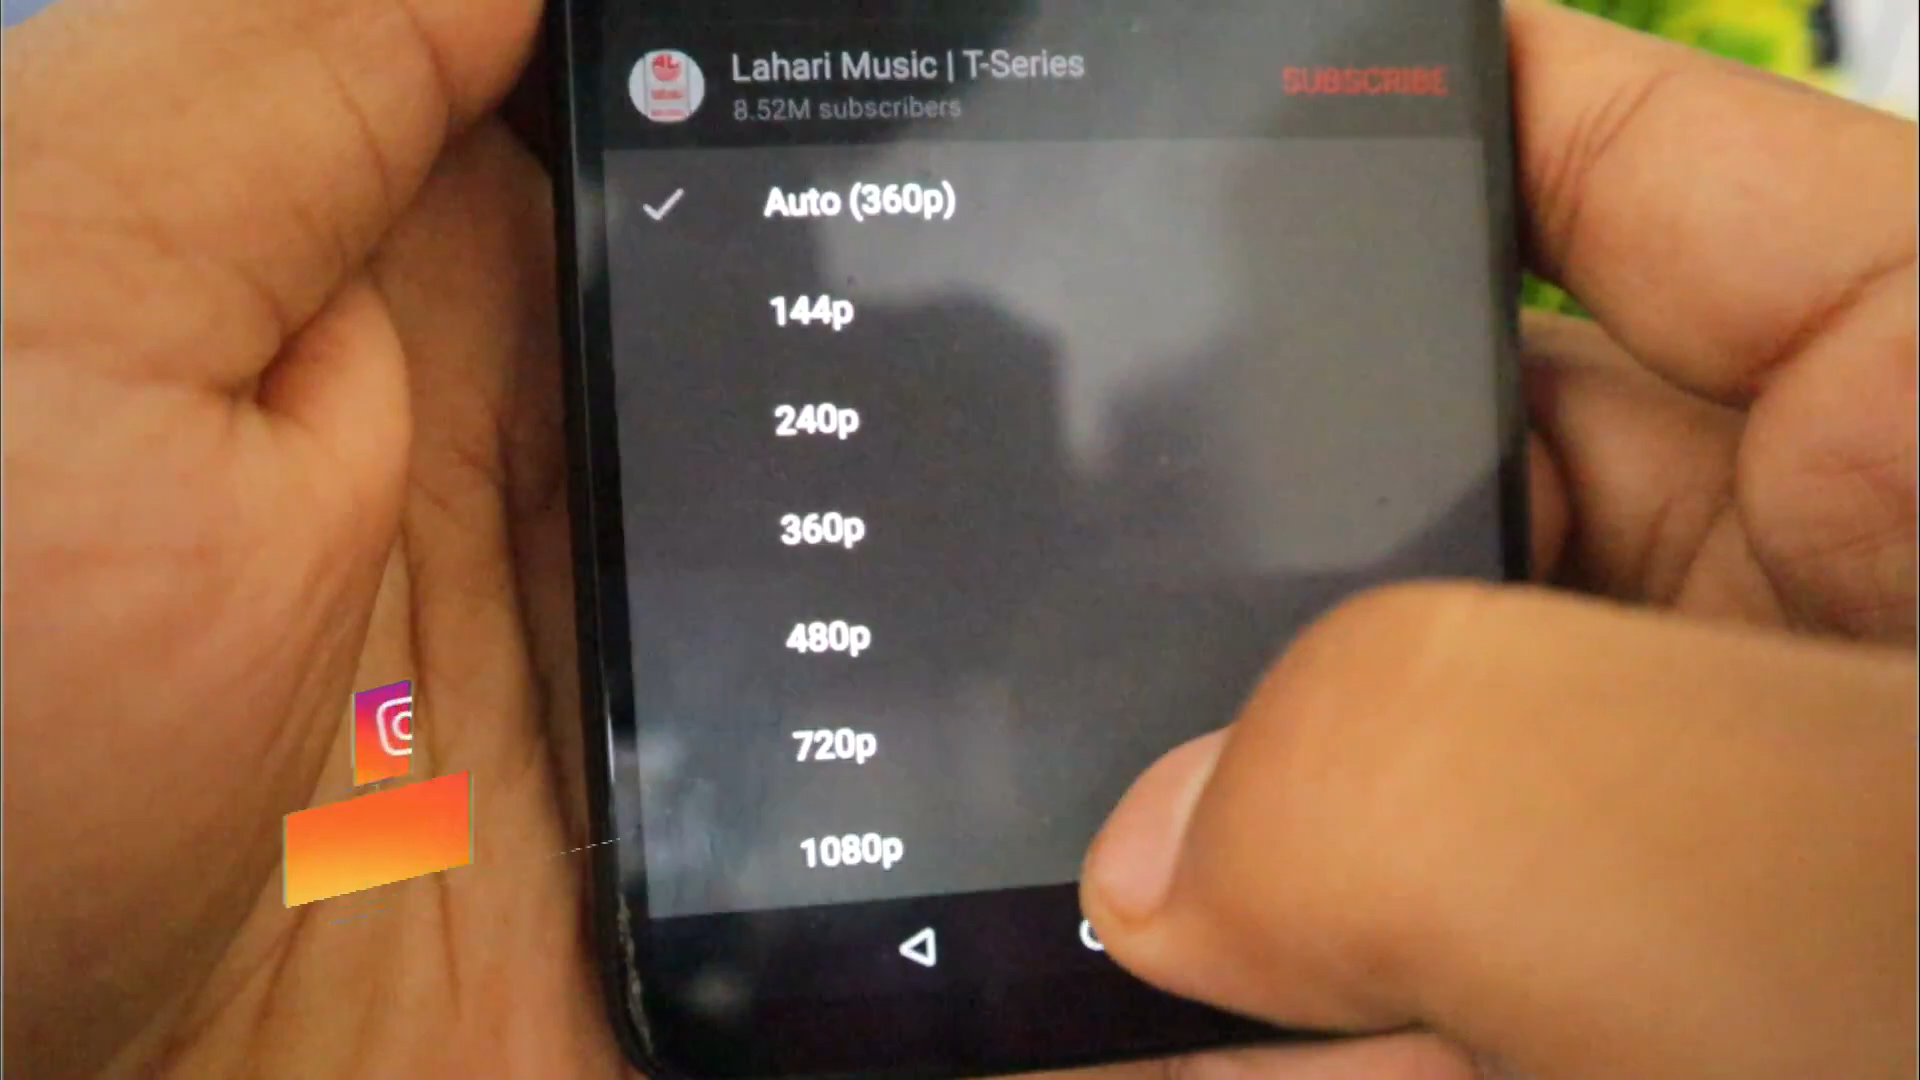 Lahari Music | T-Series
8.52M subscribers
SUBSCRIBE
Auto (360p)
144p
240p
360p
480p
720p
1080p